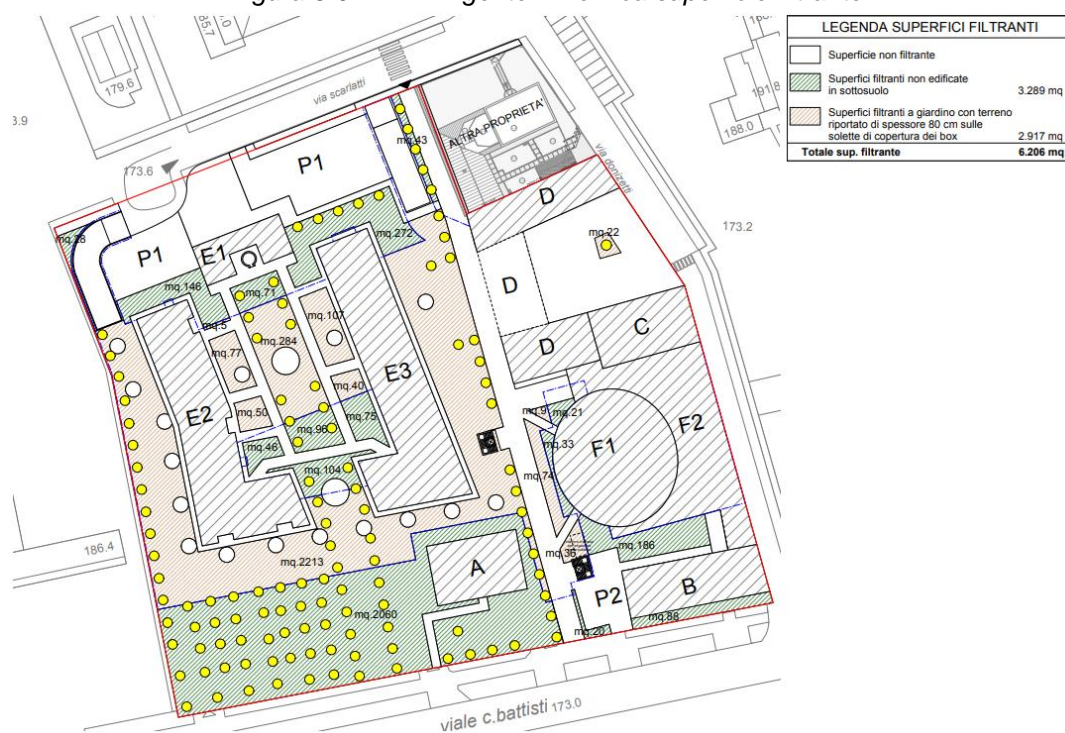 LEGENDA SUPERFICI FILTRANTI
Superficie non filtrante
Superfici filtranti non edificate
in sottosuolo 3.289 mq
Superfici filtranti a giardino con terreno
riportato di spessore 80 cm sulle
solette di copertura dei box 2.917 mq
Totale sup. filtrante 6.206 mq
179.6
via scarlatti
ALTRA PROPRIETA'
188.0
via donizetti
3.9
173.6
P1
mq.43
D
mq.28
P1
E1
mq.272
mq.22
173.2
mq.146
mq.71
D
mq.5
mq.107
mq.284
mq.77
D
C
E2
mq.50
mq.40
E3
mq.75
mq.96
mq.46
mq.9
mq.21
mq.33
F1
F2
mq.104
mq.74
186.4
mq.2213
mq.36
mq.186
A
P2
B
mq.2060
mq.20
mq.88
viale c.battisti 173.0